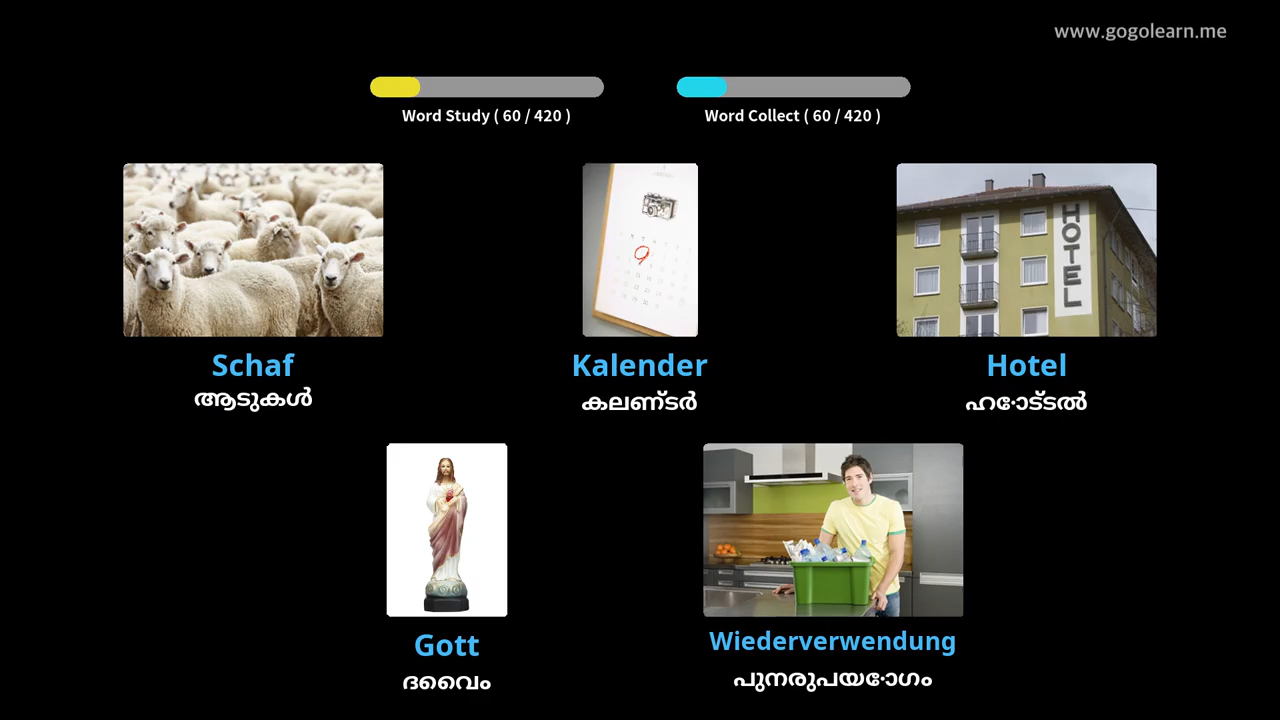 www.gogolearn.me
Word Study ( 60 / 420 )
Word Collect ( 60 / 420 )
HOTEL
9
Schaf
ആടുകൾ
Kalender
കലണ്ടർ
Hotel
ഹോട്ടൽ
Gott
ദൈവം
Wiederverwendung
പുനരുപയോഗം